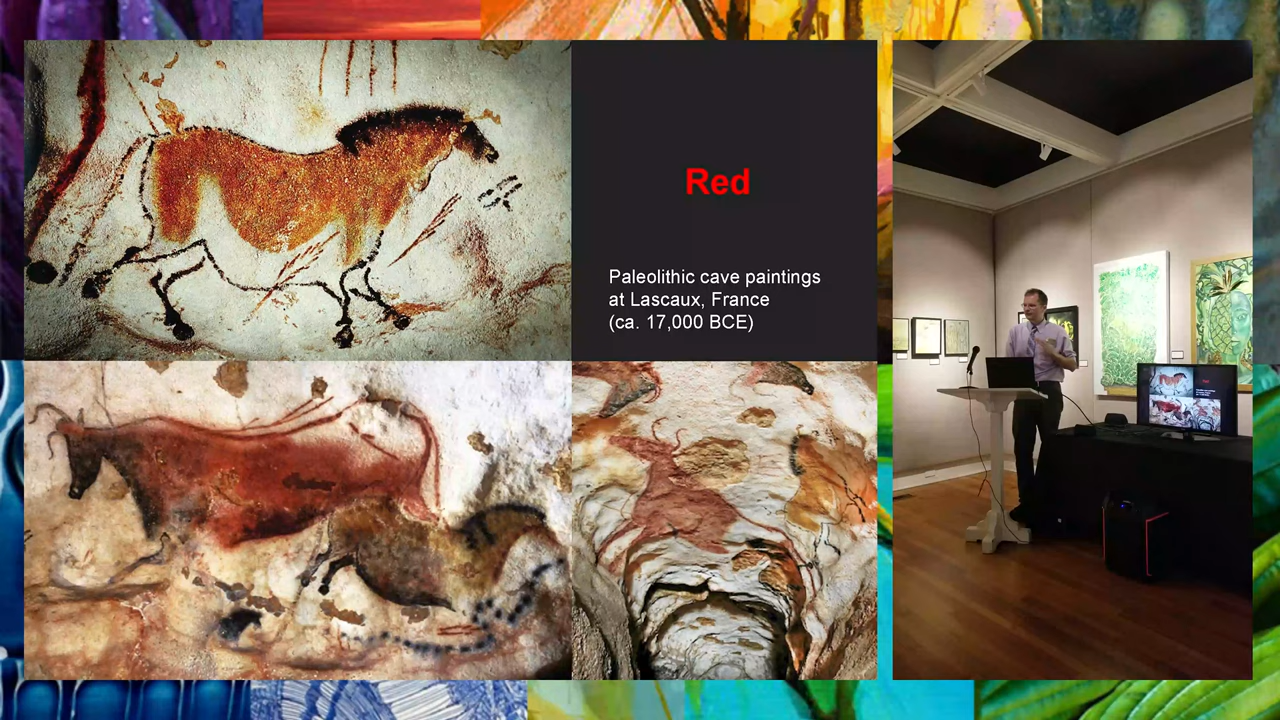 Red
Paleolithic cave paintings
at Lascaux, France
(ca. 17,000 BCE)